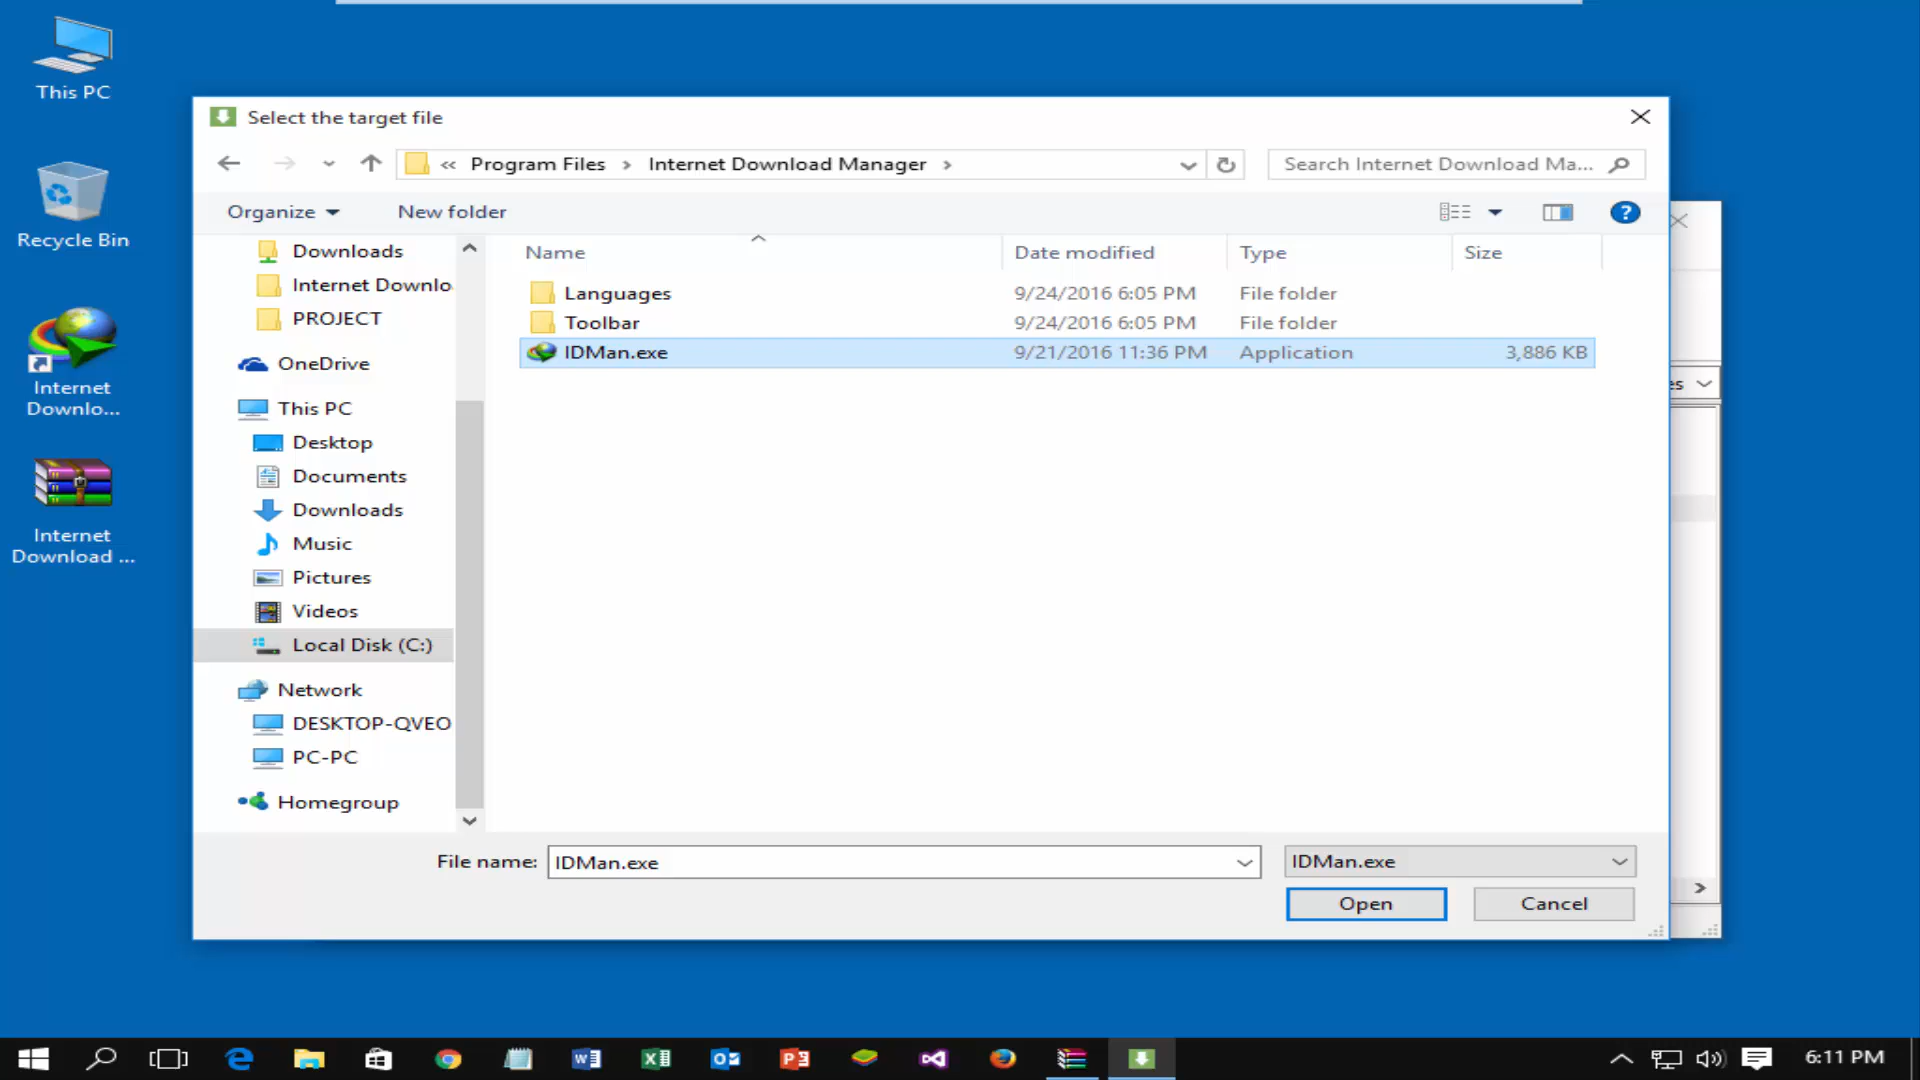 This PC
Recycle Bin
Internet
Downlo...
Internet
Download ...
Select the target file
« Program Files › Internet Download Manager ›
Search Internet Download Ma...
Organize
New folder
?
Downloads
Internet Downlo
PROJECT
OneDrive
This PC
Desktop
Documents
Downloads
Music
Pictures
Videos
Local Disk (C:)
Network
DESKTOP-QVEO
PC-PC
Homegroup
Name Date modified Type Size
Languages 9/24/2016 6:05 PM File folder
Toolbar 9/24/2016 6:05 PM File folder
IDMan.exe 9/21/2016 11:36 PM Application 3,886 KB
es
File name: IDMan.exe
IDMan.exe
Open
Cancel
6:11 PM